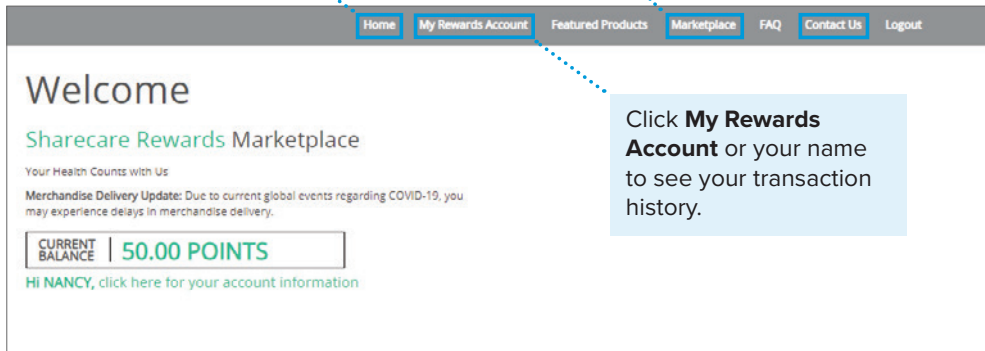 Home My Rewards Account Featured Products Marketplace FAQ Contact Us Logout
Welcome
Sharecare Rewards Marketplace
Your Health Counts with Us
Merchandise Delivery Update: Due to current global events regarding COVID-19, you
may experience delays in merchandise delivery.
CURRENT
BALANCE
50.00 POINTS
Hi NANCY, click here for your account information
Click My Rewards
Account or your name
to see your transaction
history.